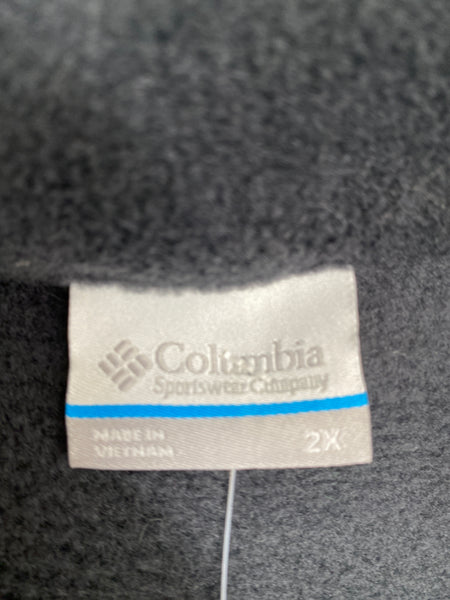 Columbia
Sportswear Company
MADE IN
VIETNAM
2X